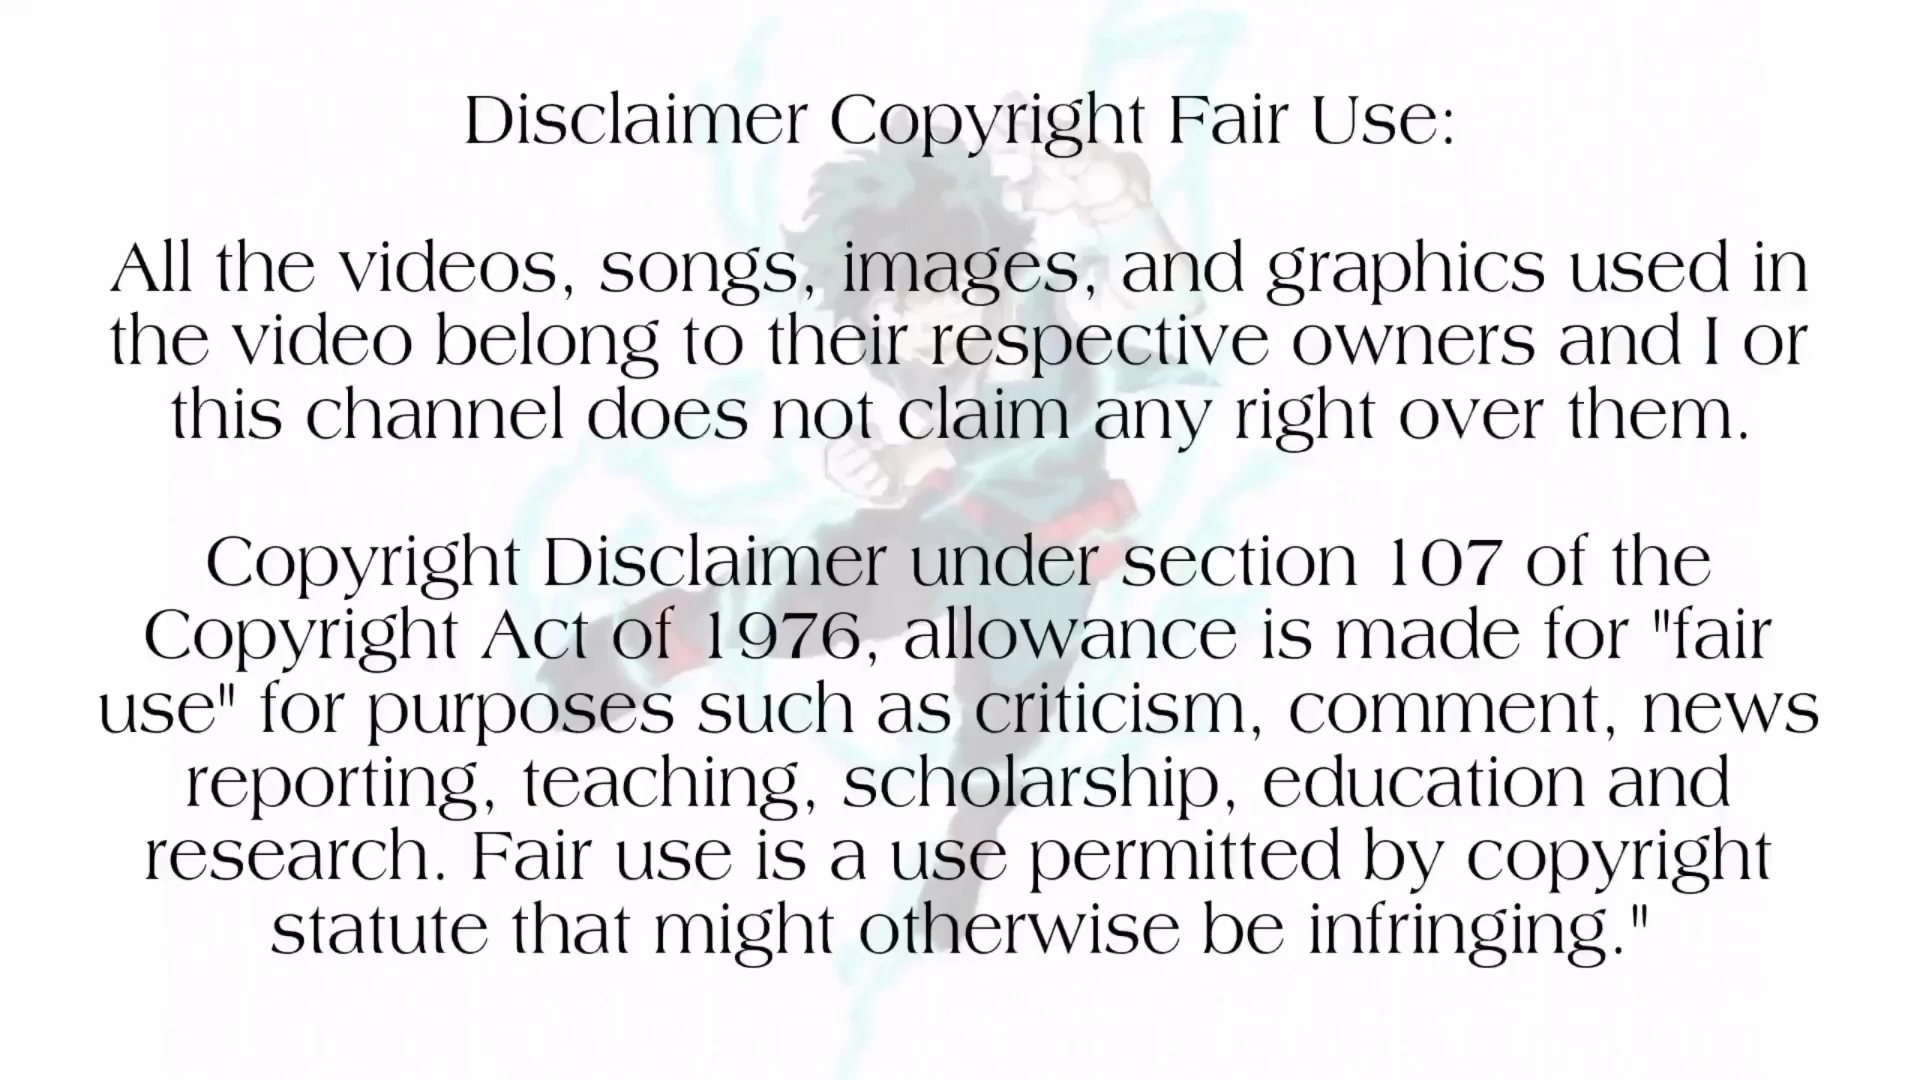 Disclaimer Copyright Fair Use:
All the videos, songs, images, and graphics used in
the video belong to their respective owners and I or
this channel does not claim any right over them.
Copyright Disclaimer under section 107 of the
Copyright Act of 1976, allowance is made for "fair
use" for purposes such as criticism, comment, news
reporting, teaching, scholarship, education and
research. Fair use is a use permitted by copyright
statute that might otherwise be infringing."